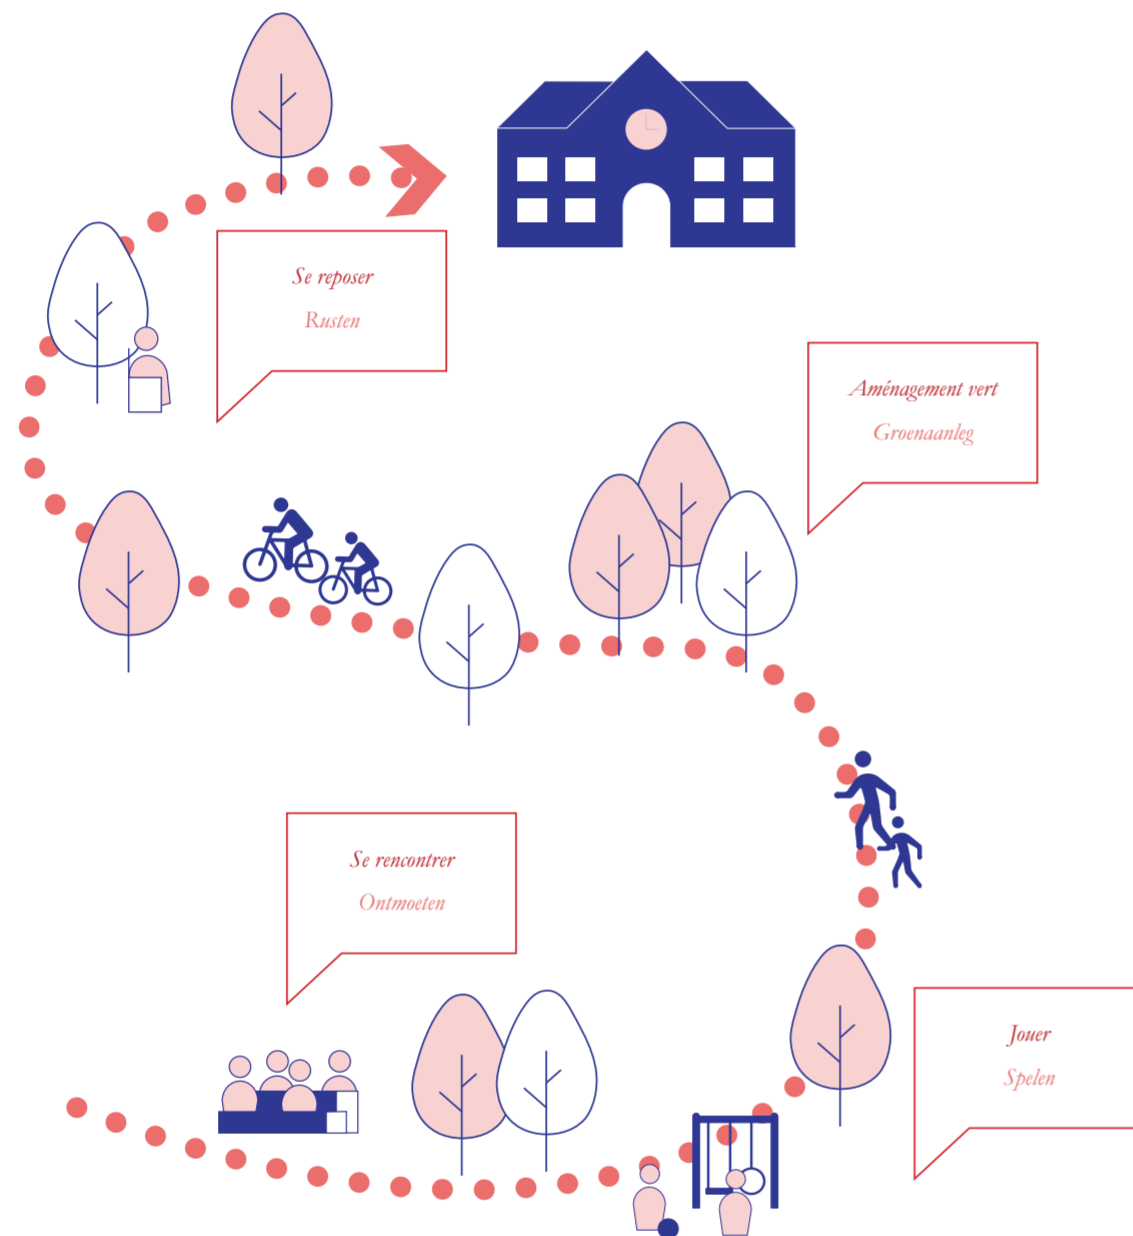 Se reposer
Rusten
Aménagement vert
Groenaanleg
Se rencontrer
Ontmoeten
Jouer
Spelen